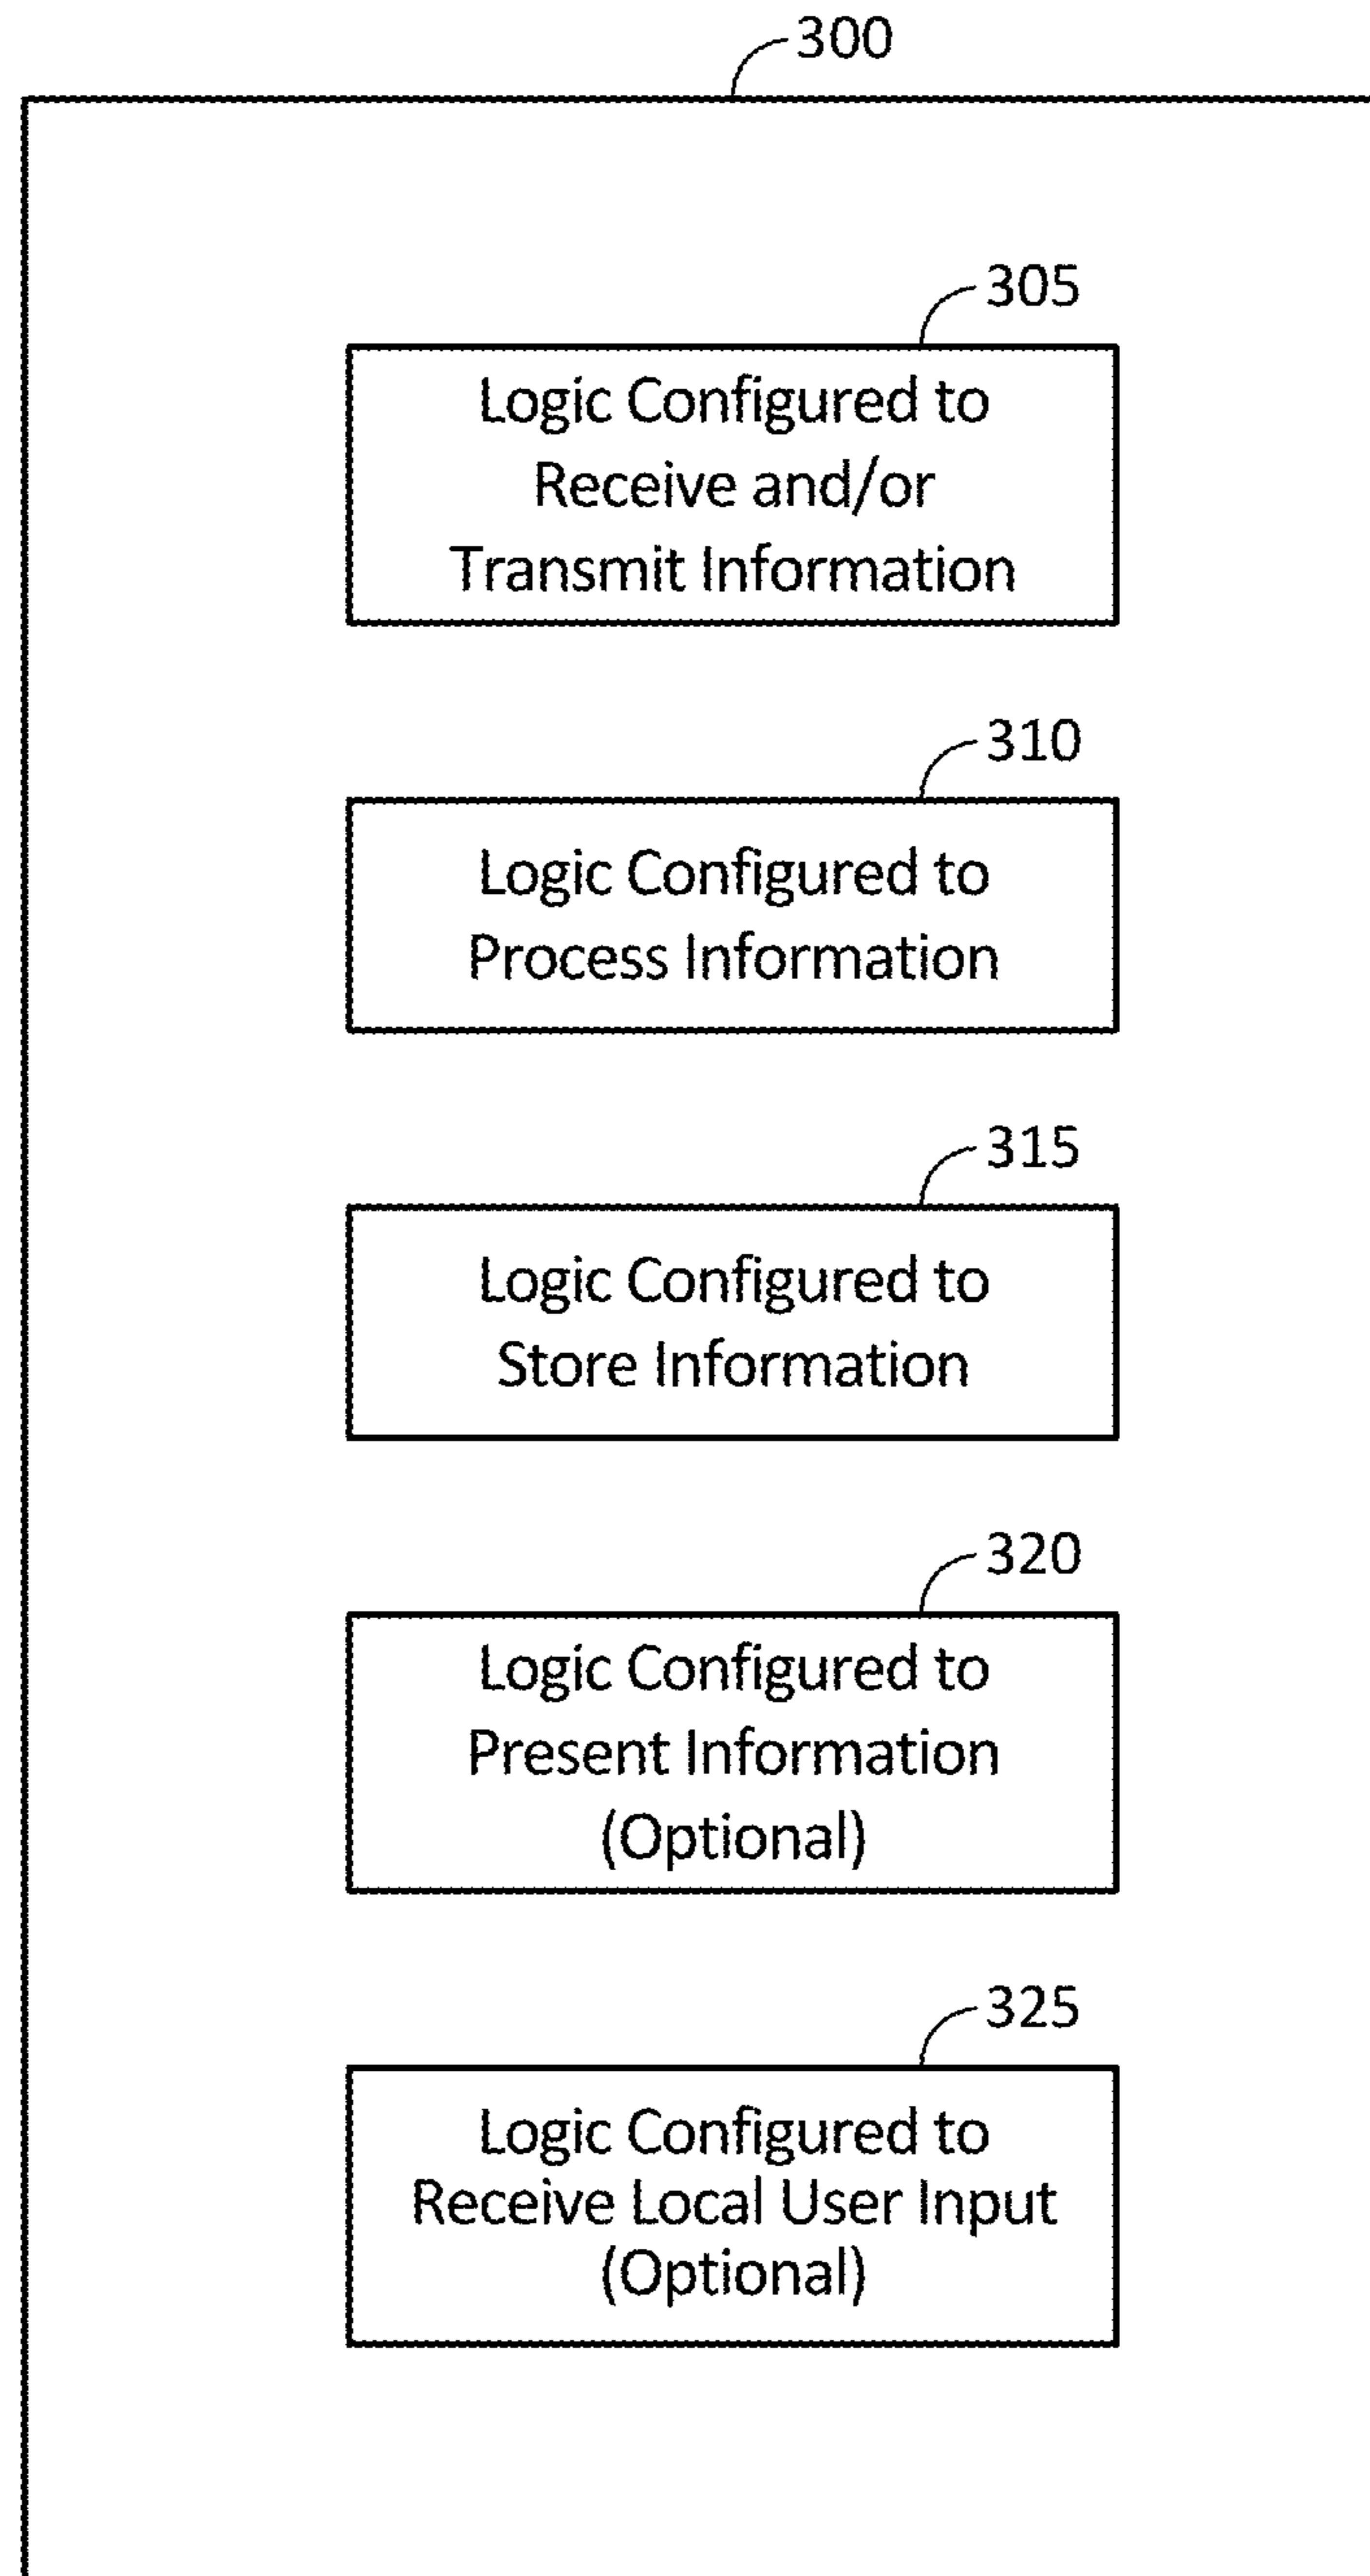 300
305
Logic Configured to
Receive and/or
Transmit Information
310
Logic Configured to
Process Information
315
Logic Configured to
Store Information
320
Logic Configured to
Present Information
(Optional)
325
Logic Configured to
Receive Local User Input
(Optional)